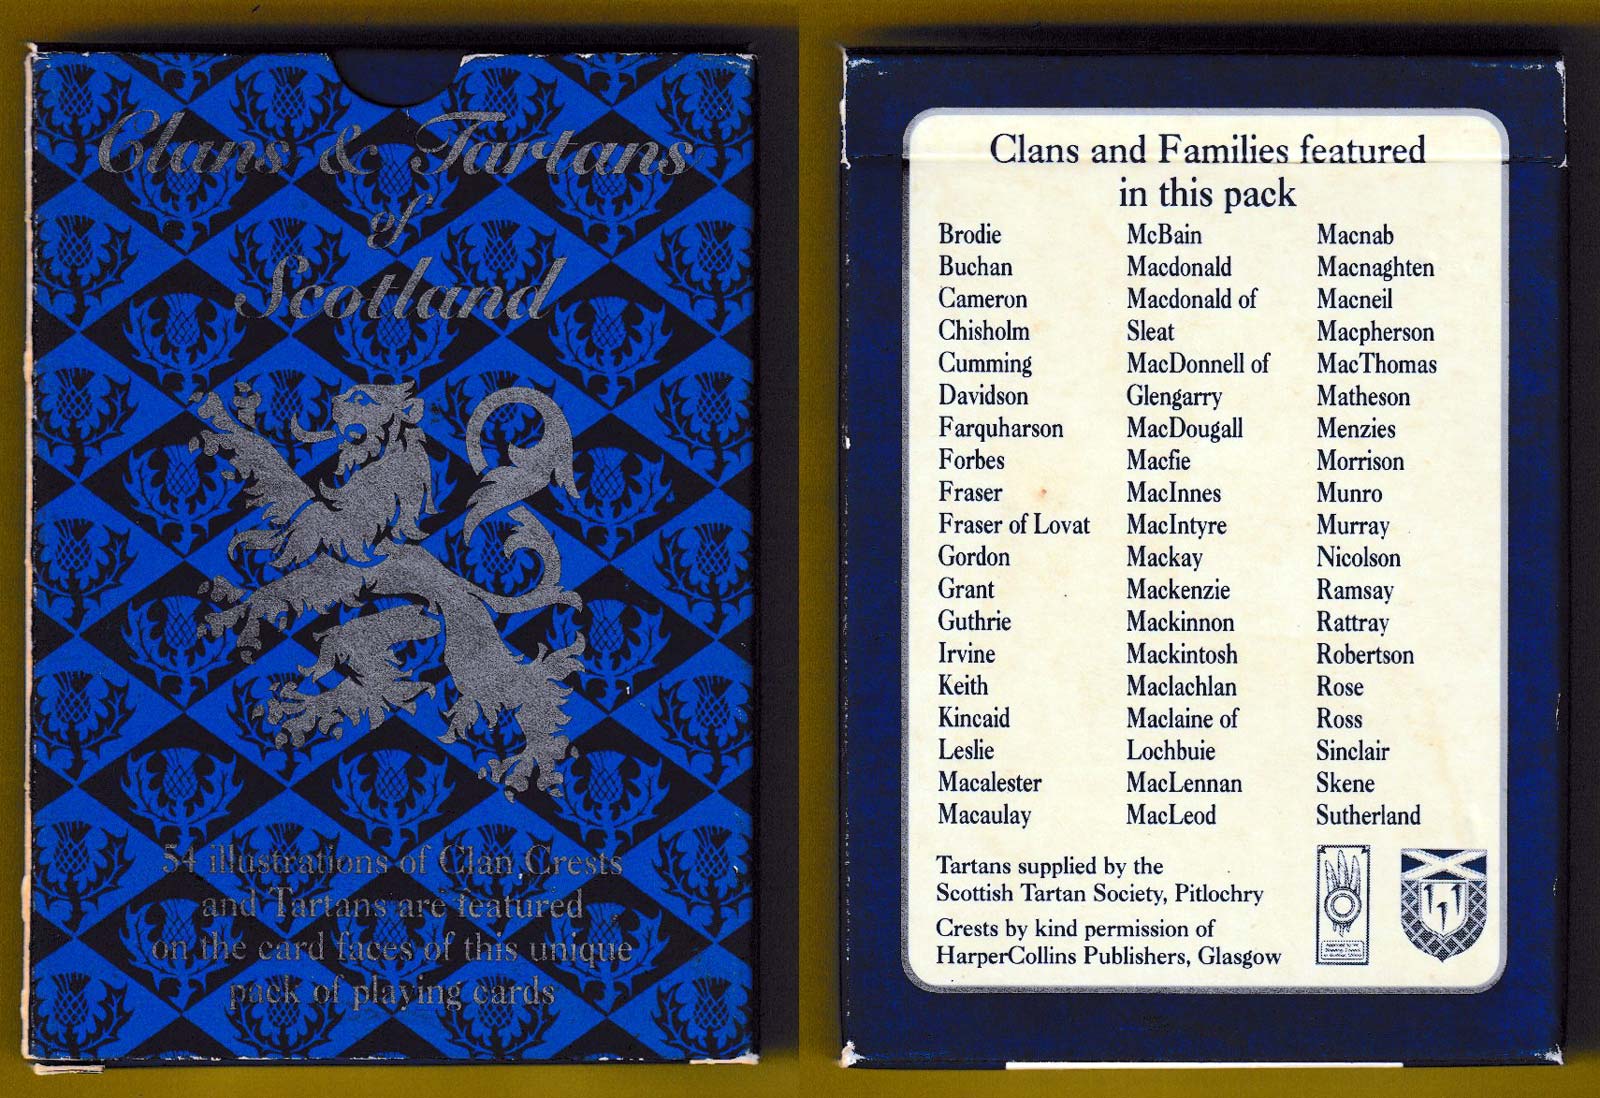 Clans & Tartans
of
Scotland
54 illustrations of Clan Crests
and Tartans are featured
on the card faces of this unique
pack of playing cards
Clans and Families featured
in this pack
Brodie
Buchan
Cameron
Chisholm
Cumming
Davidson
Farquharson
Forbes
Fraser
Fraser of Lovat
Gordon
Grant
Guthrie
Irvine
Keith
Kincaid
Leslie
Macalester
Macaulay
McBain
Macdonald
Macdonald of
Sleat
MacDonnell of
Glengarry
MacDougall
Macfie
MacInnes
MacIntyre
Mackay
Mackenzie
Mackinnon
Mackintosh
Maclachlan
Maclaine of
Lochbuie
MacLennan
MacLeod
Macnab
Macnaghten
Macneil
Macpherson
MacThomas
Matheson
Menzies
Morrison
Munro
Murray
Nicolson
Ramsay
Rattray
Robertson
Rose
Ross
Sinclair
Skene
Sutherland
Tartans supplied by the
Scottish Tartan Society, Pitlochry
Crests by kind permission of
HarperCollins Publishers, Glasgow